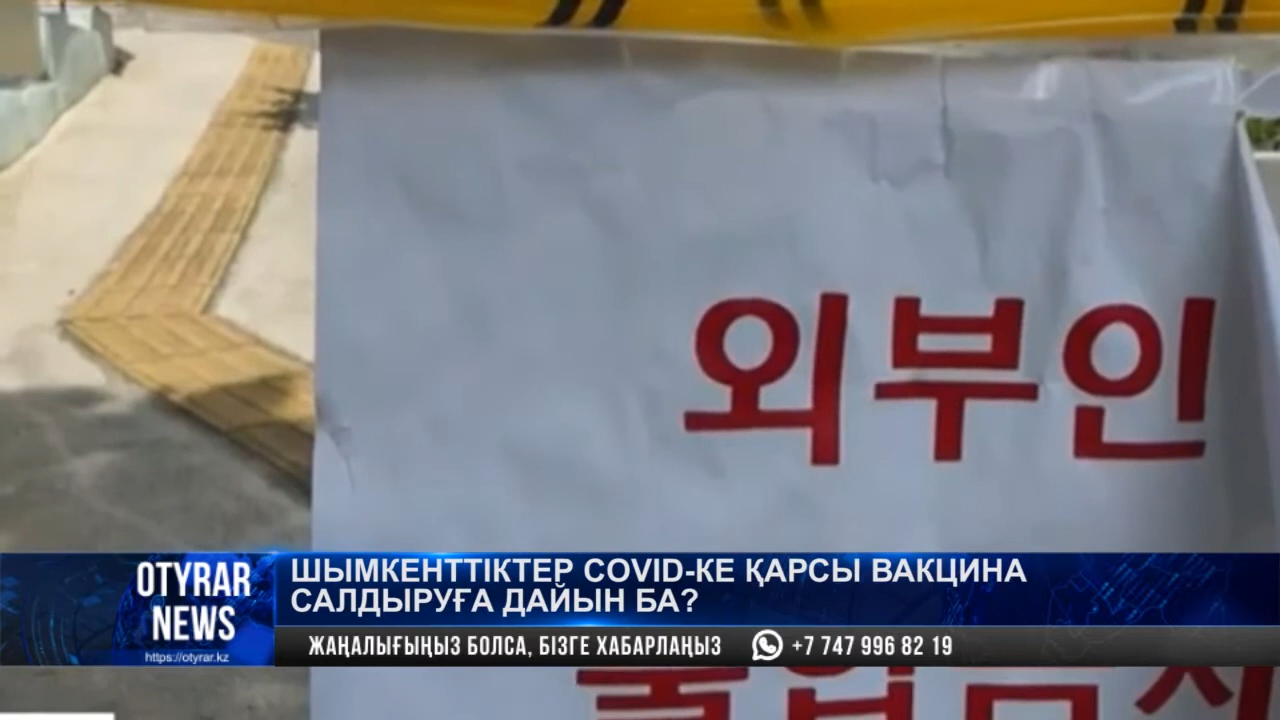 외부인
OTYRAR
NEWS
https://otyrar.kz
ШЫМКЕНТТІКТЕР COVID-КЕ ҚАРСЫ ВАКЦИНА
САЛДЫРУҒА ДАЙЫН БА?
ЖАҢАЛЫҒЫҢЫЗ БОЛСА, БІЗГЕ ХАБАРЛАҢЫЗ +7 747 996 82 19